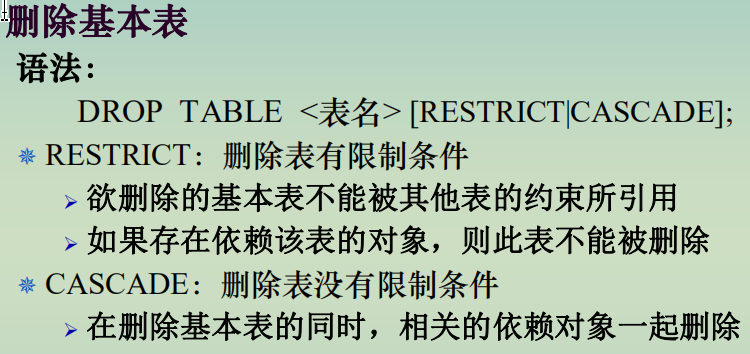 删除基本表
语法：
DROP TABLE <表名> [RESTRICT|CASCADE];
RESTRICT：删除表有限制条件
欲删除的基本表不能被其他表的约束所引用
如果存在依赖该表的对象，则此表不能被删除
CASCADE：删除表没有限制条件
在删除基本表的同时，相关的依赖对象一起删除